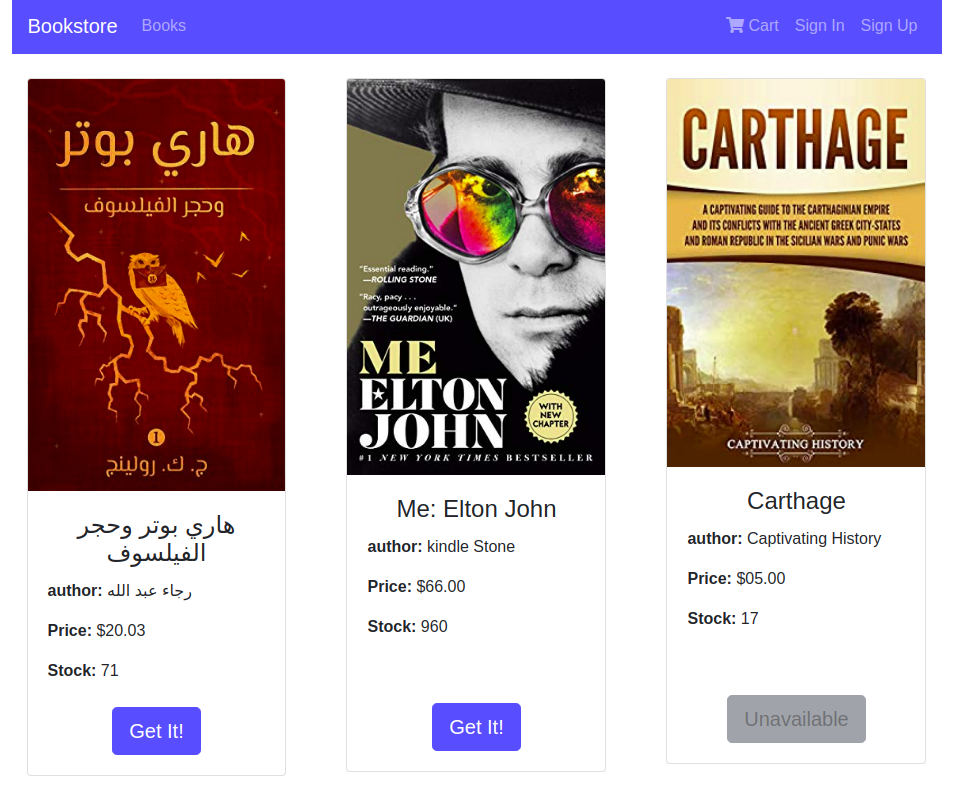 Bookstore
Books
Cart
Sign In
Sign Up
هاري بوتر
وحجر الفيلسوف
I
ج. ك. رولينج
هاري بوتر وحجر
الفيلسوف
author: رجاء عبد الله
Price: $20.03
Stock: 71
Get It!
"Essential reading."
—ROLLING STONE
"Racy, pacy . . .
outrageously enjoyable."
—THE GUARDIAN (UK)
ME
ELTON
JOHN
WITH
NEW
CHAPTER
#1 NEW YORK TIMES BESTSELLER
Me: Elton John
author: kindle Stone
Price: $66.00
Stock: 960
Get It!
CARTHAGE
A CAPTIVATING GUIDE TO THE CARTHAGINIAN EMPIRE
AND ITS CONFLICTS WITH THE ANCIENT GREEK CITY-STATES
AND ROMAN REPUBLIC IN THE SICILIAN WARS AND PUNIC WARS
CAPTIVATING HISTORY
Carthage
author: Captivating History
Price: $05.00
Stock: 17
Unavailable